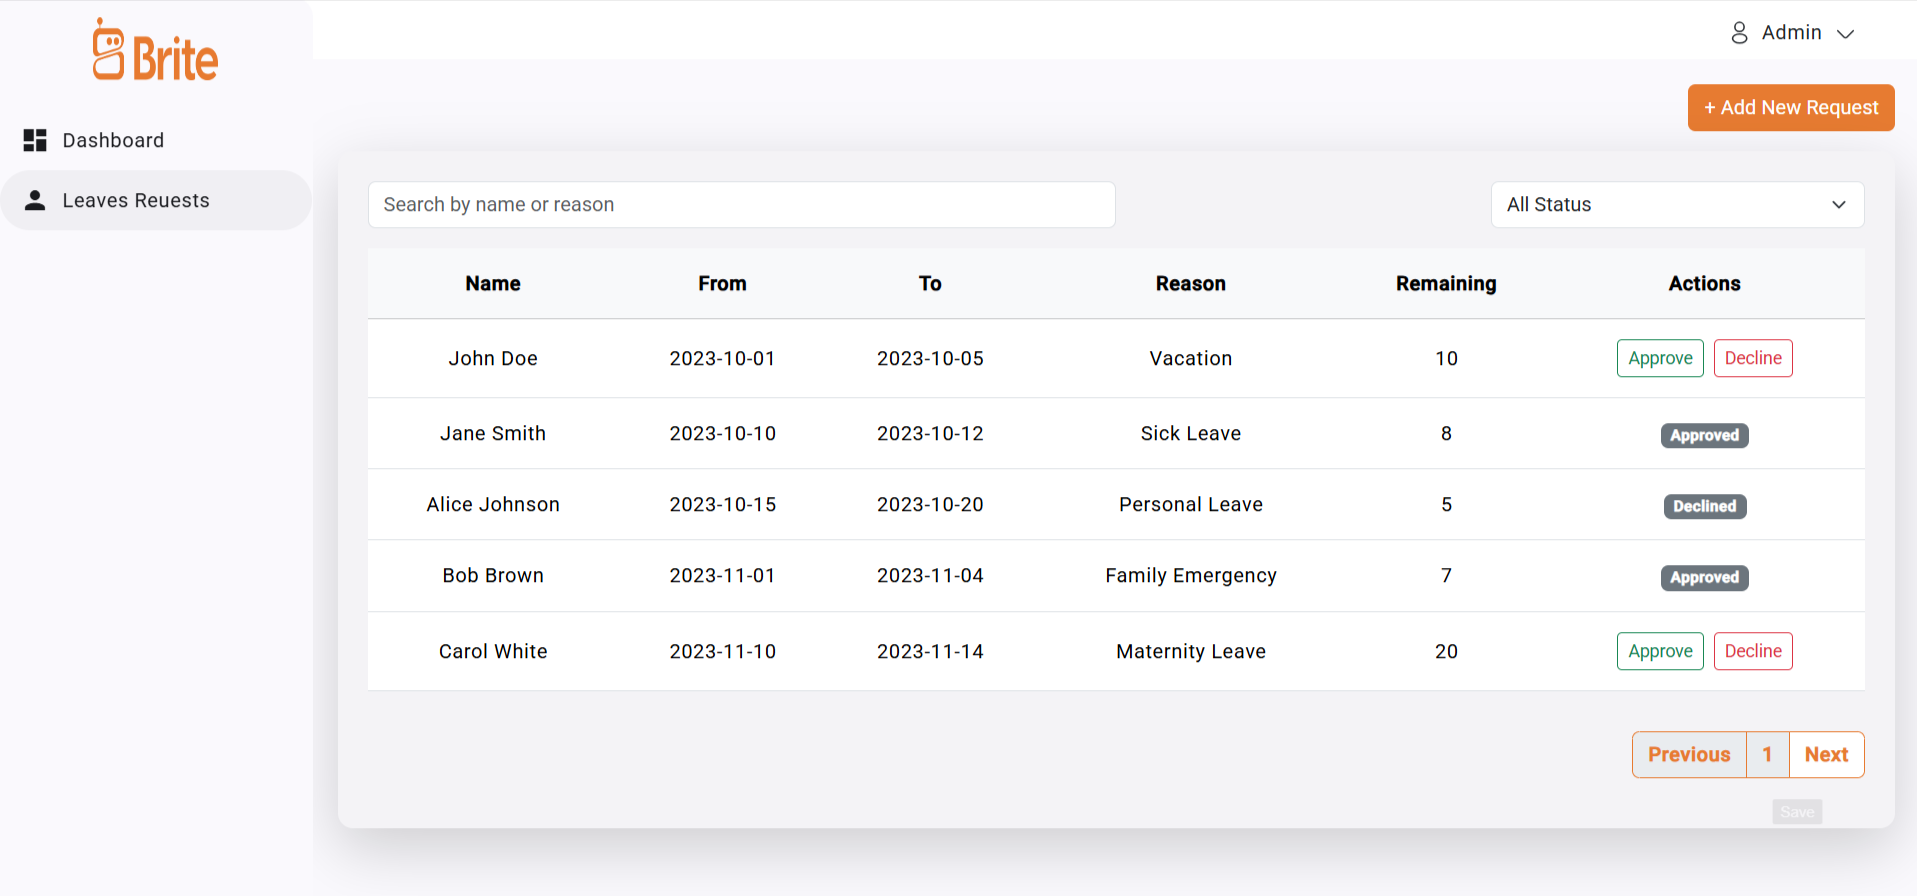 Brite
Admin
+ Add New Request
Dashboard
Leaves Reuests
Search by name or reason
All Status
Name From To Reason Remaining Actions
John Doe 2023-10-01 2023-10-05 Vacation 10 Approve Decline
Jane Smith 2023-10-10 2023-10-12 Sick Leave 8 Approved
Alice Johnson 2023-10-15 2023-10-20 Personal Leave 5 Declined
Bob Brown 2023-11-01 2023-11-04 Family Emergency 7 Approved
Carol White 2023-11-10 2023-11-14 Maternity Leave 20 Approve Decline
Previous 1 Next
Save